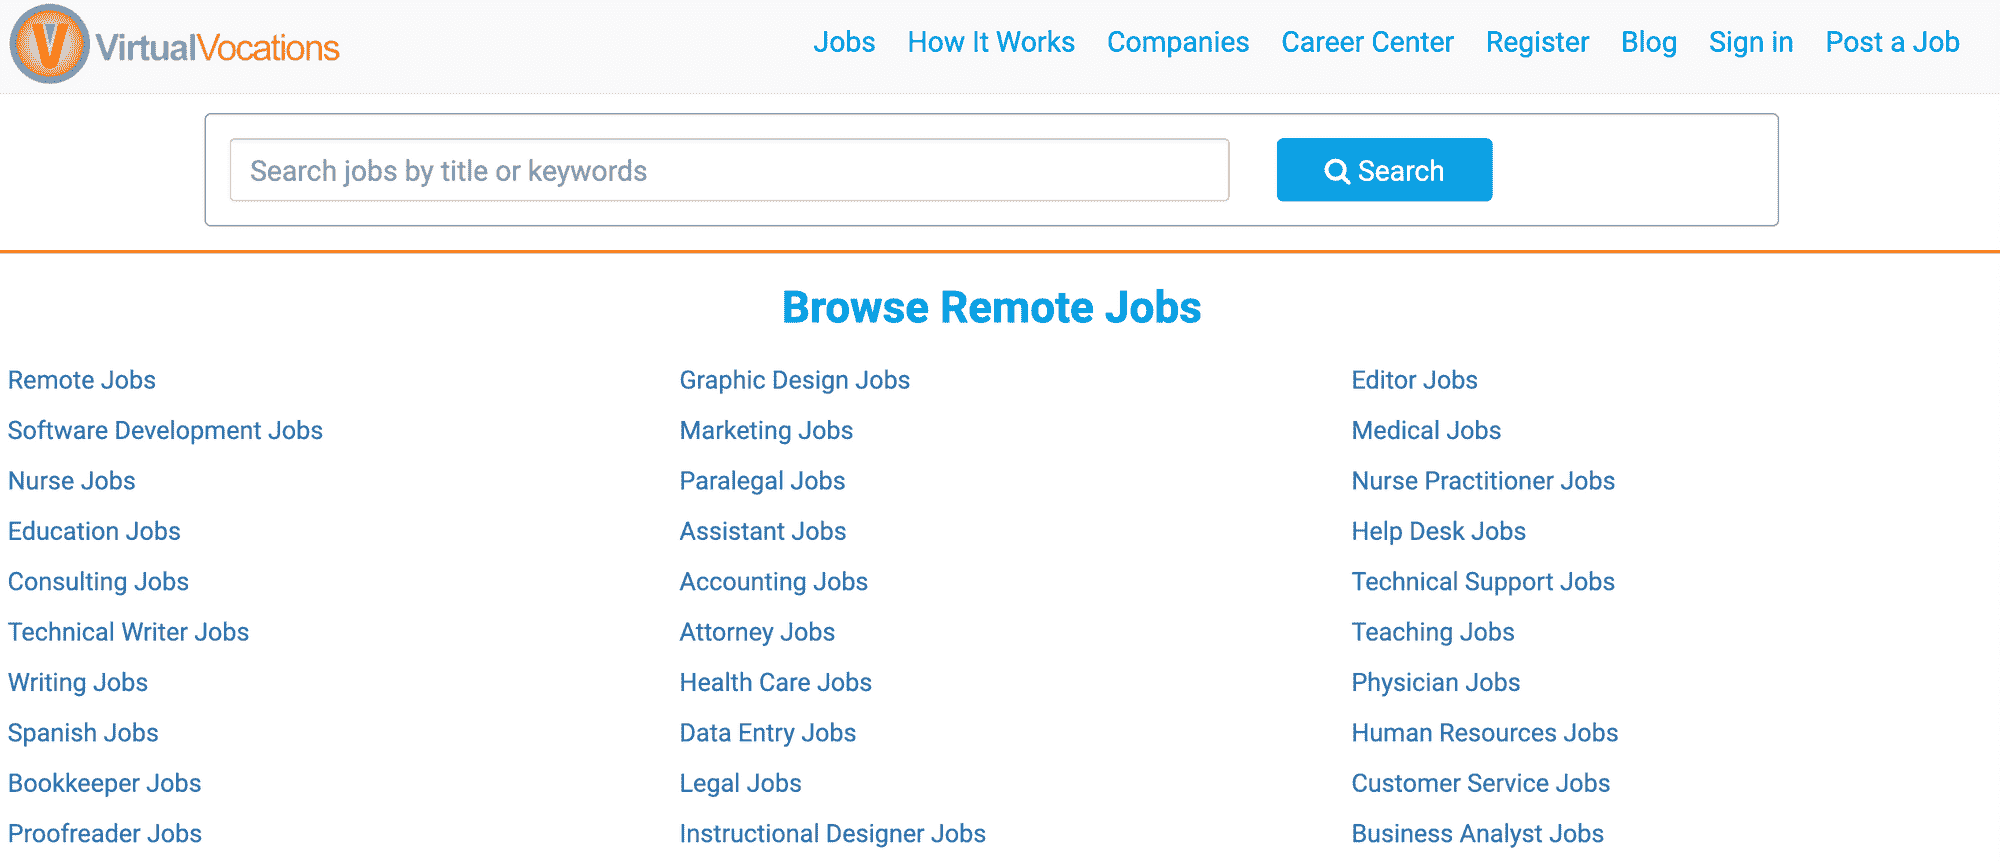 VirtualVocations
Jobs How It Works Companies Career Center Register Blog Sign in Post a Job
Search jobs by title or keywords
Search
Browse Remote Jobs
Remote Jobs
Software Development Jobs
Nurse Jobs
Education Jobs
Consulting Jobs
Technical Writer Jobs
Writing Jobs
Spanish Jobs
Bookkeeper Jobs
Proofreader Jobs
Graphic Design Jobs
Marketing Jobs
Paralegal Jobs
Assistant Jobs
Accounting Jobs
Attorney Jobs
Health Care Jobs
Data Entry Jobs
Legal Jobs
Instructional Designer Jobs
Editor Jobs
Medical Jobs
Nurse Practitioner Jobs
Help Desk Jobs
Technical Support Jobs
Teaching Jobs
Physician Jobs
Human Resources Jobs
Customer Service Jobs
Business Analyst Jobs